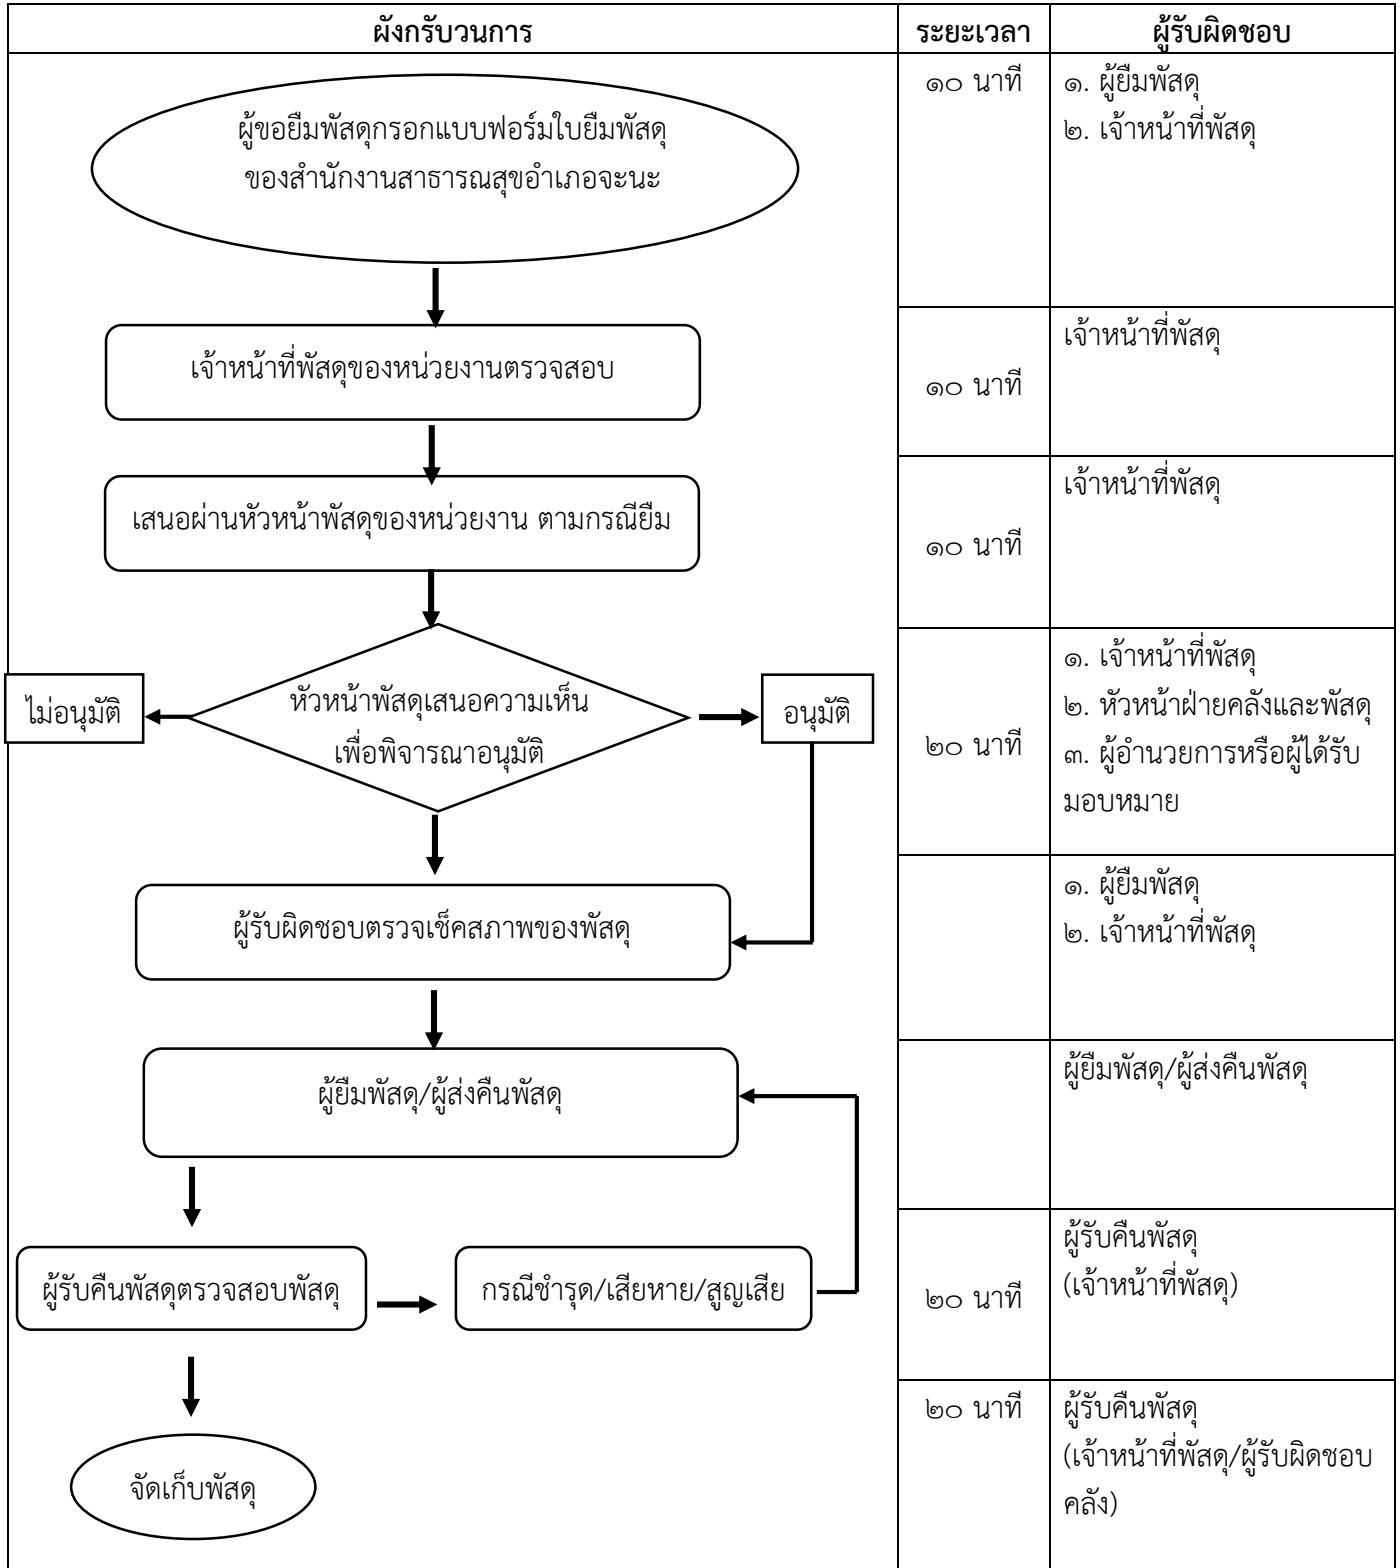 ผังกรับวนการ
ระยะเวลา
ผู้รับผิดชอบ
ผู้ขอยืมพัสดุกรอกแบบฟอร์มใบยืมพัสดุ
ของสำนักงานสาธารณสุขอำเภอจะนะ
๑๐ นาที
๑. ผู้ยืมพัสดุ
๒. เจ้าหน้าที่พัสดุ
เจ้าหน้าที่พัสดุของหน่วยงานตรวจสอบ
๑๐ นาที
เจ้าหน้าที่พัสดุ
เสนอผ่านหัวหน้าพัสดุของหน่วยงาน ตามกรณียืม
๑๐ นาที
เจ้าหน้าที่พัสดุ
ไม่อนุมัติ
หัวหน้าพัสดุเสนอความเห็น
เพื่อพิจารณาอนุมัติ
อนุมัติ
๒๐ นาที
๑. เจ้าหน้าที่พัสดุ
๒. หัวหน้าฝ่ายคลังและพัสดุ
๓. ผู้อำนวยการหรือผู้ได้รับ
มอบหมาย
ผู้รับผิดชอบตรวจเช็คสภาพของพัสดุ
๑. ผู้ยืมพัสดุ
๒. เจ้าหน้าที่พัสดุ
ผู้ยืมพัสดุ/ผู้ส่งคืนพัสดุ
ผู้ยืมพัสดุ/ผู้ส่งคืนพัสดุ
ผู้รับคืนพัสดุตรวจสอบพัสดุ
กรณีชำรุด/เสียหาย/สูญเสีย
๒๐ นาที
ผู้รับคืนพัสดุ
(เจ้าหน้าที่พัสดุ)
จัดเก็บพัสดุ
๒๐ นาที
ผู้รับคืนพัสดุ
(เจ้าหน้าที่พัสดุ/ผู้รับผิดชอบ
คลัง)